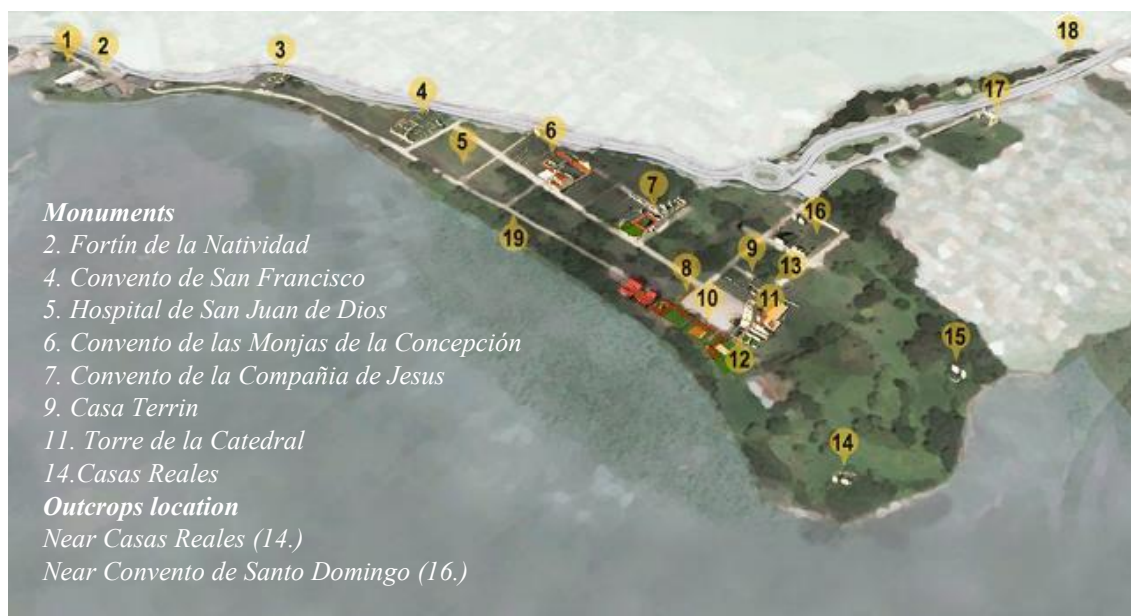 1
2
3
18
17
4
6
5
7
16
Monuments
2. Fortín de la Natividad
19
9
13
4. Convento de San Francisco
8
10
11
5. Hospital de San Juan de Dios
6. Convento de las Monjas de la Concepción
12
15
7. Convento de la Compañia de Jesus
9. Casa Terrin
11. Torre de la Catedral
14
14.Casas Reales
Outcrops location
Near Casas Reales (14.)
Near Convento de Santo Domingo (16.)